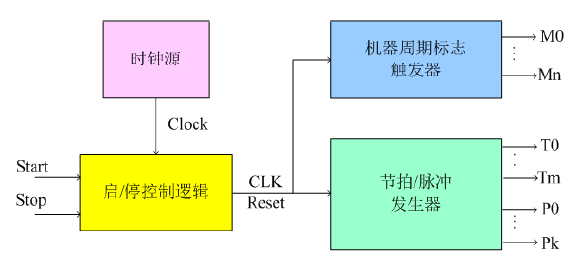 时钟源
Clock
Start
Stop
启/停控制逻辑
CLK
Reset
机器周期标志
触发器
M0
⋮
Mn
节拍/脉冲
发生器
T0
⋮
Tm
P0
⋮
Pk